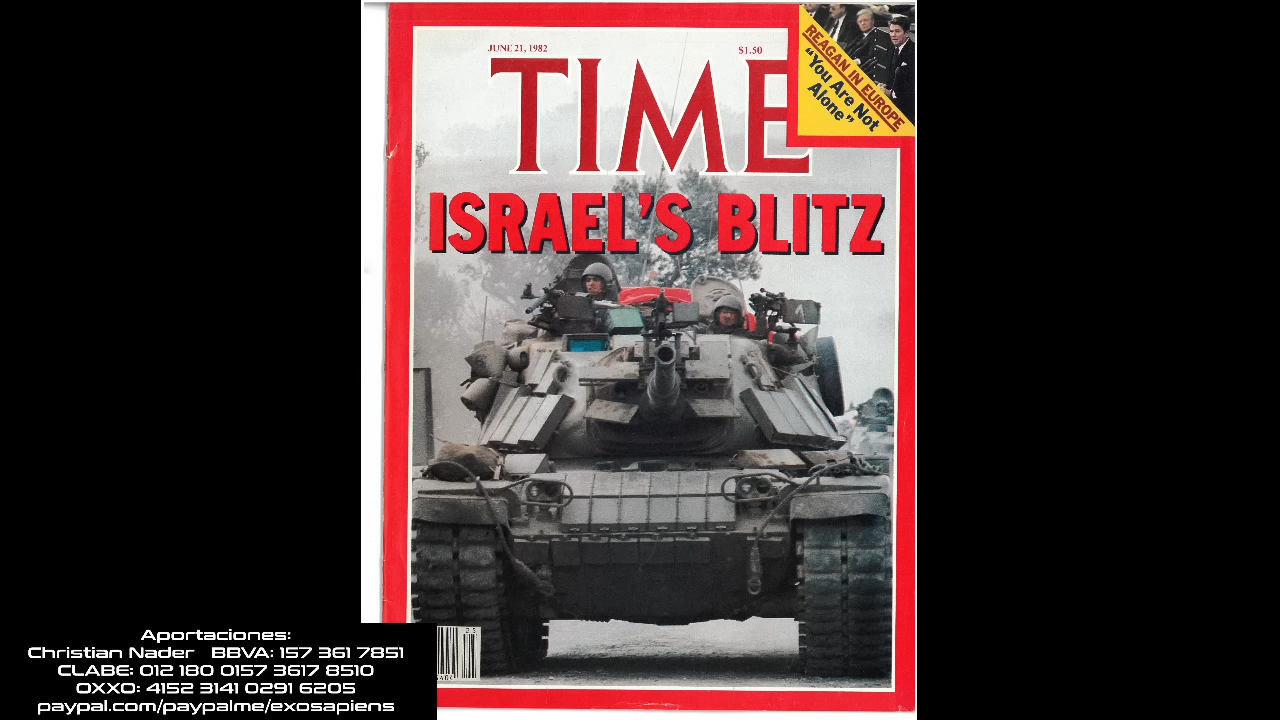 JUNE 21, 1982
$1.50
TIME
REAGAN IN EUROPE
“You Are Not
Alone”
ISRAEL'S BLITZ
Aportaciones:
Christian Nader BBVA: 157 361 7851
CLABE: 012 180 0157 3617 8510
OXXO: 4152 3141 0291 6205
paypal.com/paypalme/exosapiens